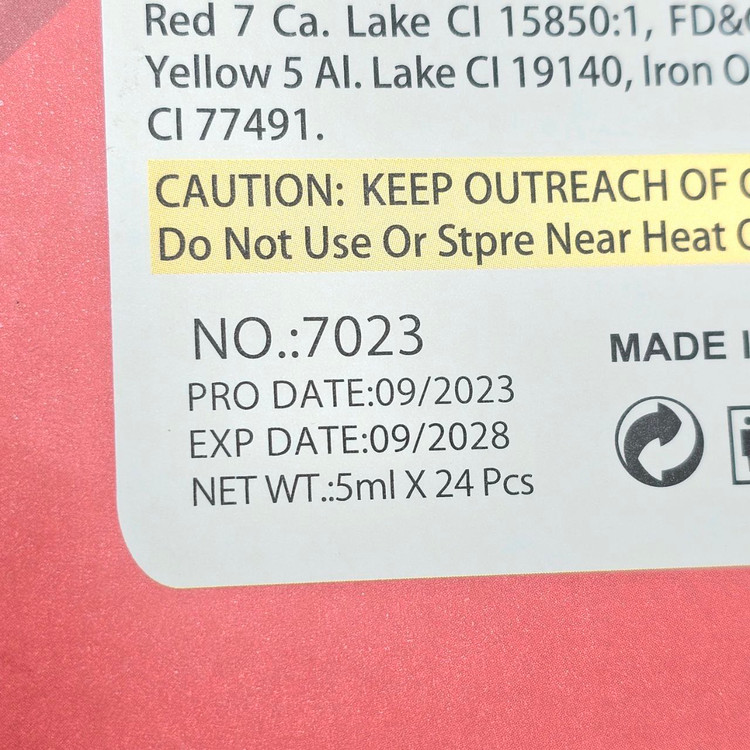 Red 7 Ca. Lake CI 15850:1, FD&
Yellow 5 Al. Lake CI 19140, Iron O
CI 77491.
CAUTION: KEEP OUTREACH OF
Do Not Use Or Stpre Near Heat
NO.:7023
MADE
PRO DATE:09/2023
EXP DATE:09/2028
NET WT.:5ml X 24 Pcs